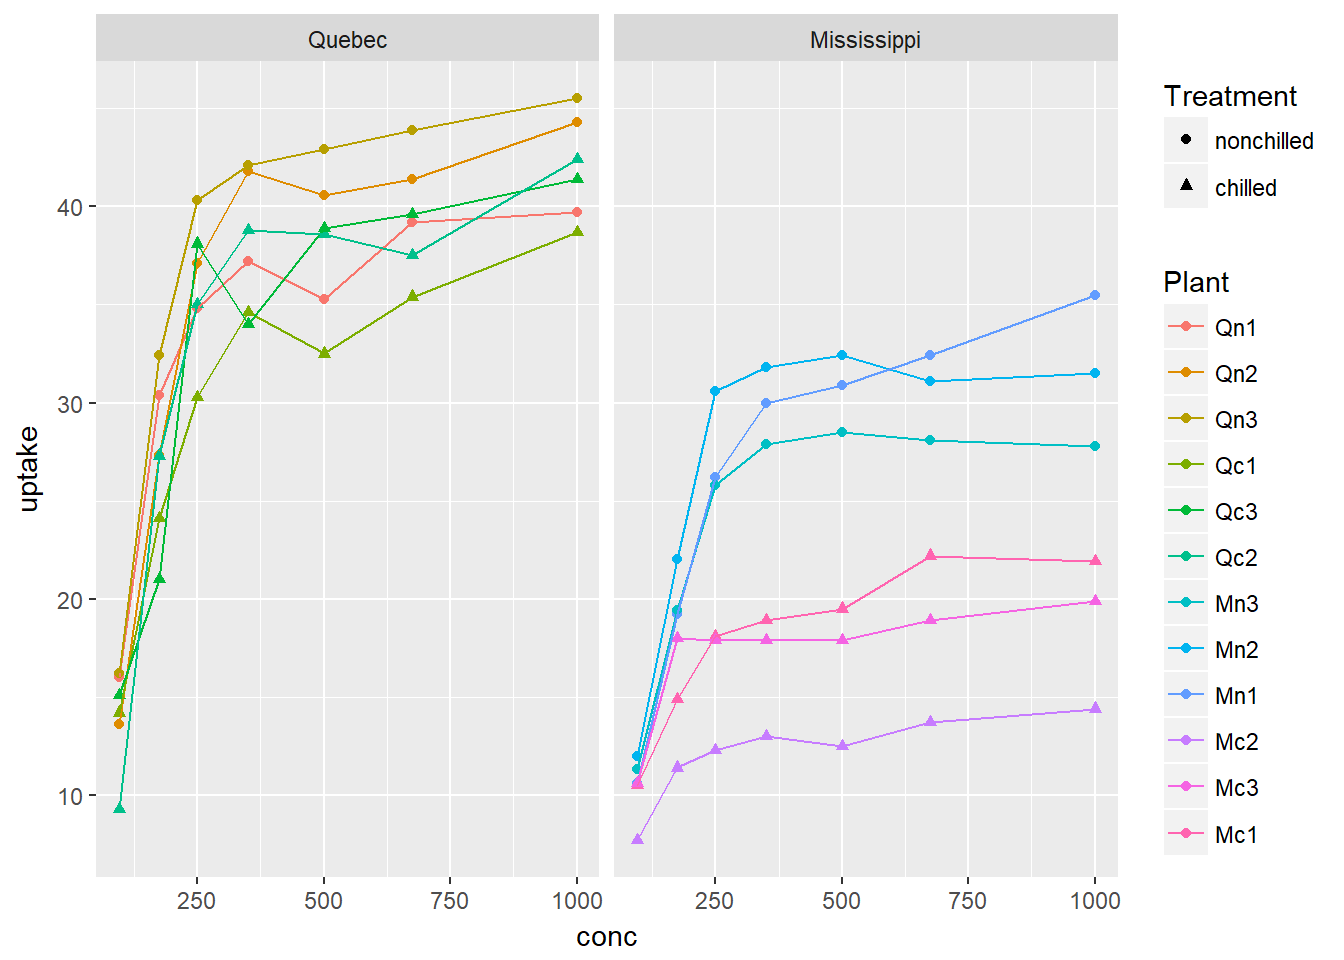 Quebec
Mississippi
uptake
40
30
20
10
250
500
750
1000
250
500
750
1000
conc
Treatment
nonchilled
chilled
Plant
Qn1
Qn2
Qn3
Qc1
Qc3
Qc2
Mn3
Mn2
Mn1
Mc2
Mc3
Mc1